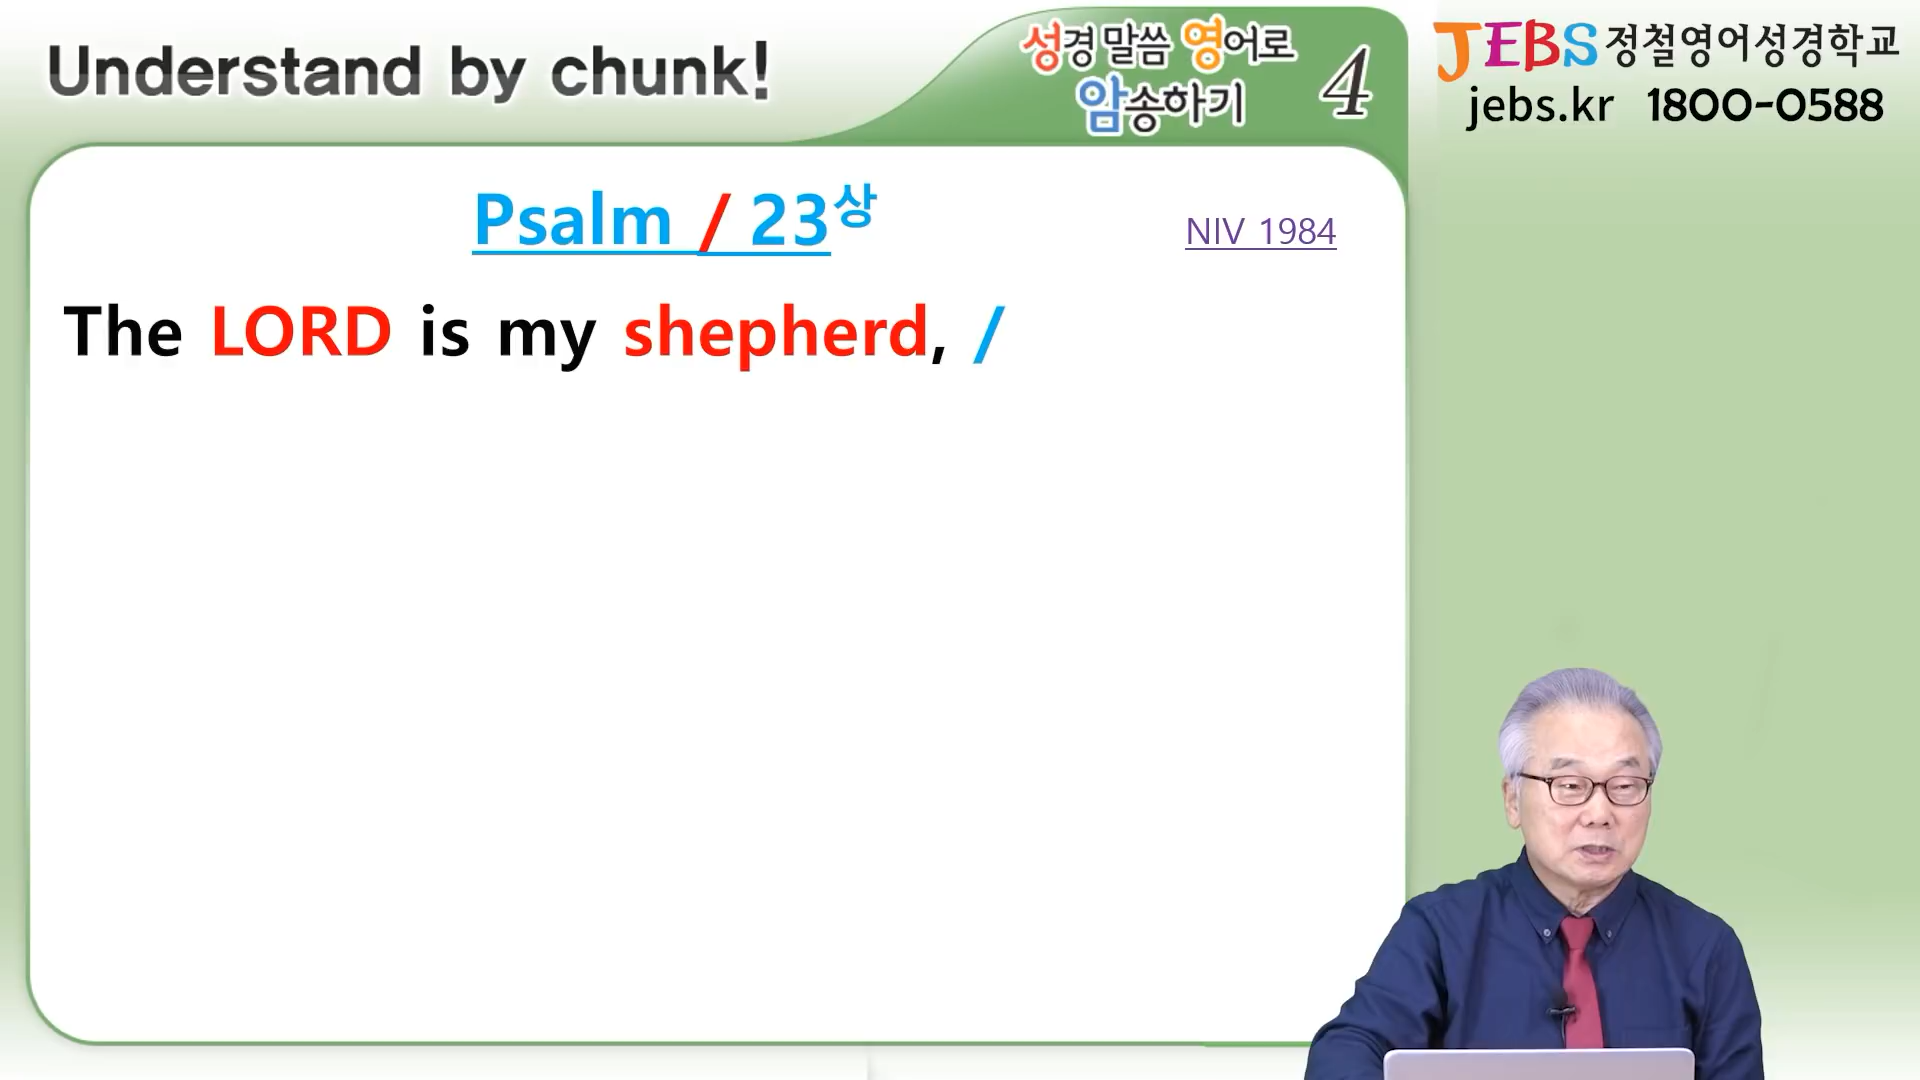 Understand by chunk!
성경 말씀 영어로
암송하기
4
JEBS 정철영어성경학교
jebs.kr 1800-0588
Psalm / 23상
NIV 1984
The LORD is my shepherd, /